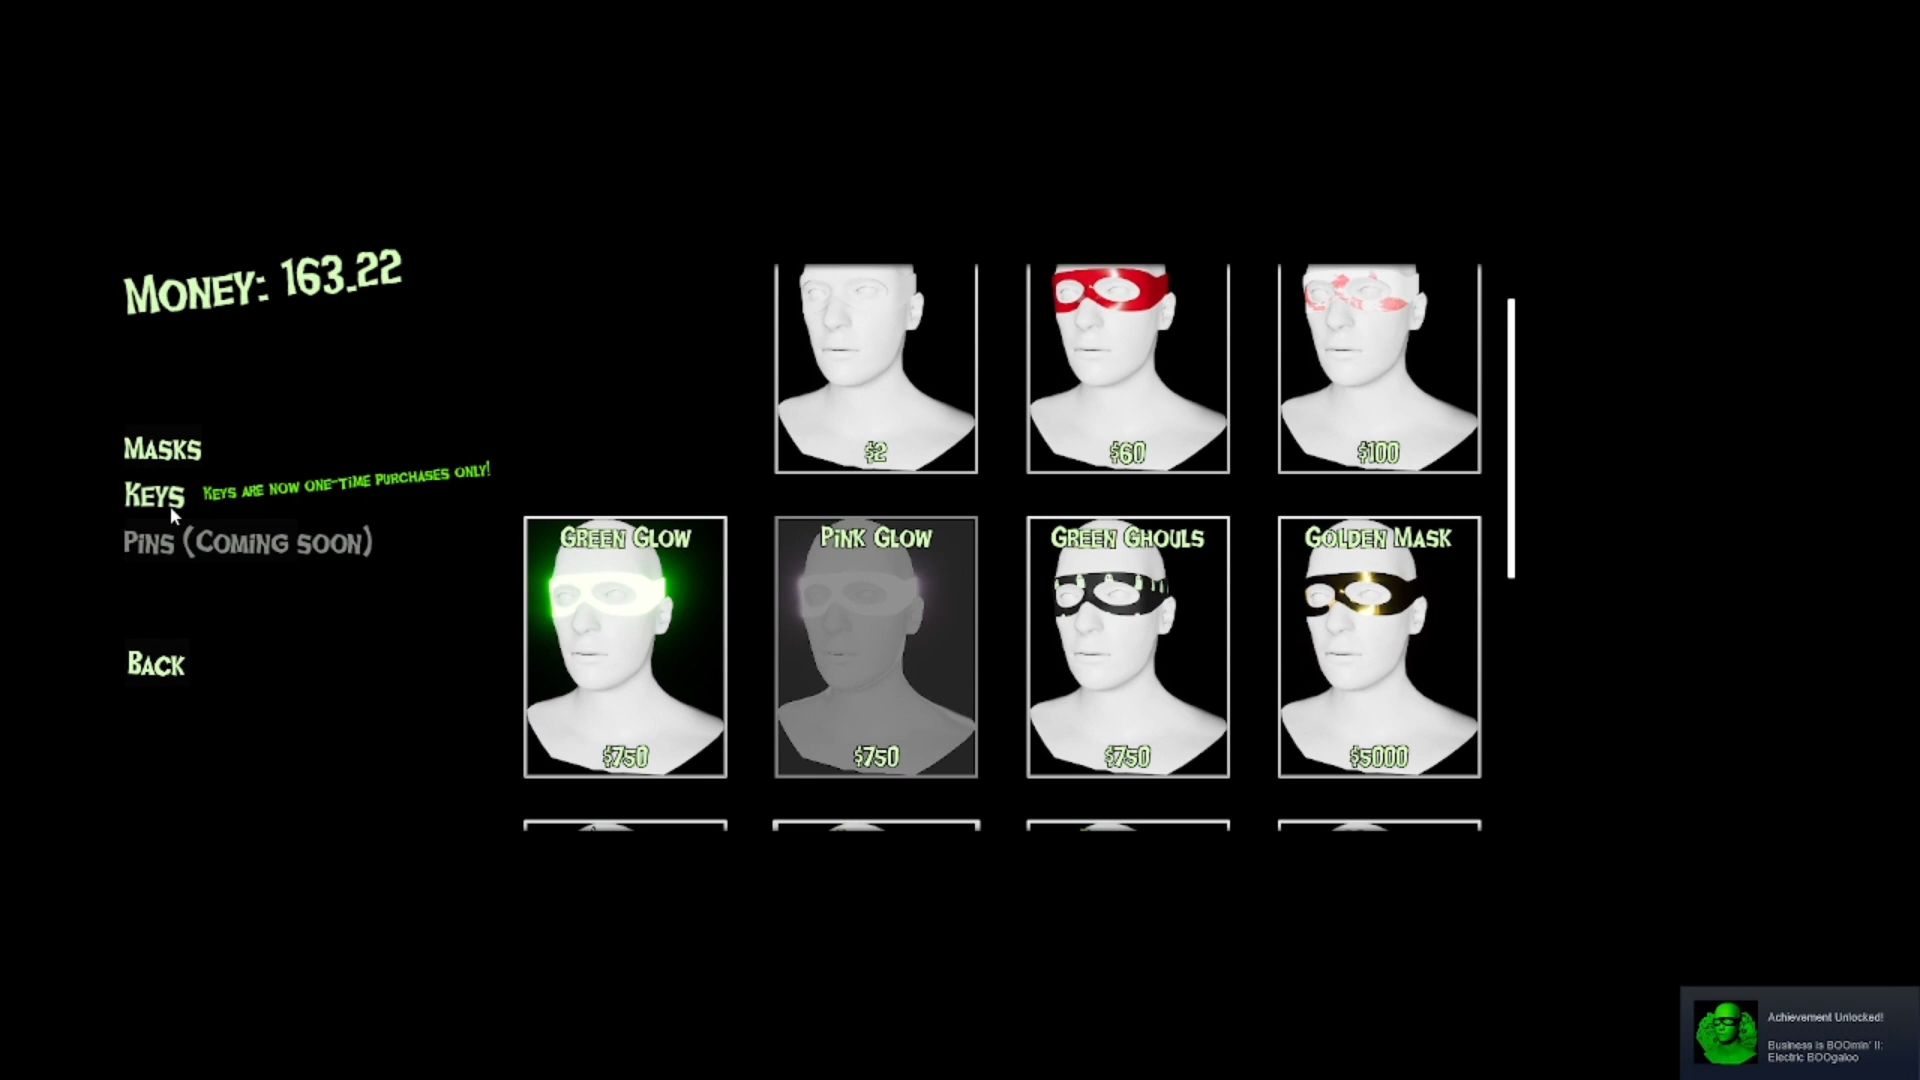 Money: 163.22
Masks
Keys
Keys are now one-time purchases only!
Pins (Coming soon)
Back
$2
$60
$100
Green Glow
Pink Glow
Green Ghouls
Golden Mask
$750
$750
$750
$5000
Achievement Unlocked!
Business is BOOmin' II:
Electric BOOgaloo